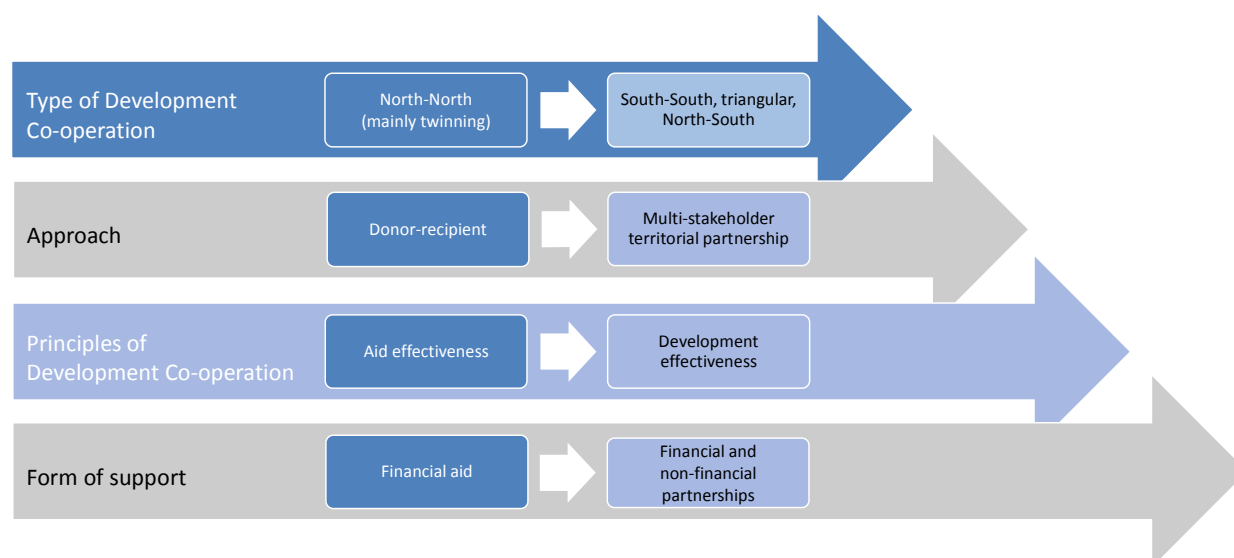 Type of Development
Co-operation
North-North
(mainly twinning)
South-South, triangular,
North-South
Approach
Donor-recipient
Multi-stakeholder
territorial partnership
Principles of
Development Co-operation
Aid effectiveness
Development
effectiveness
Form of support
Financial aid
Financial and
non-financial
partnerships